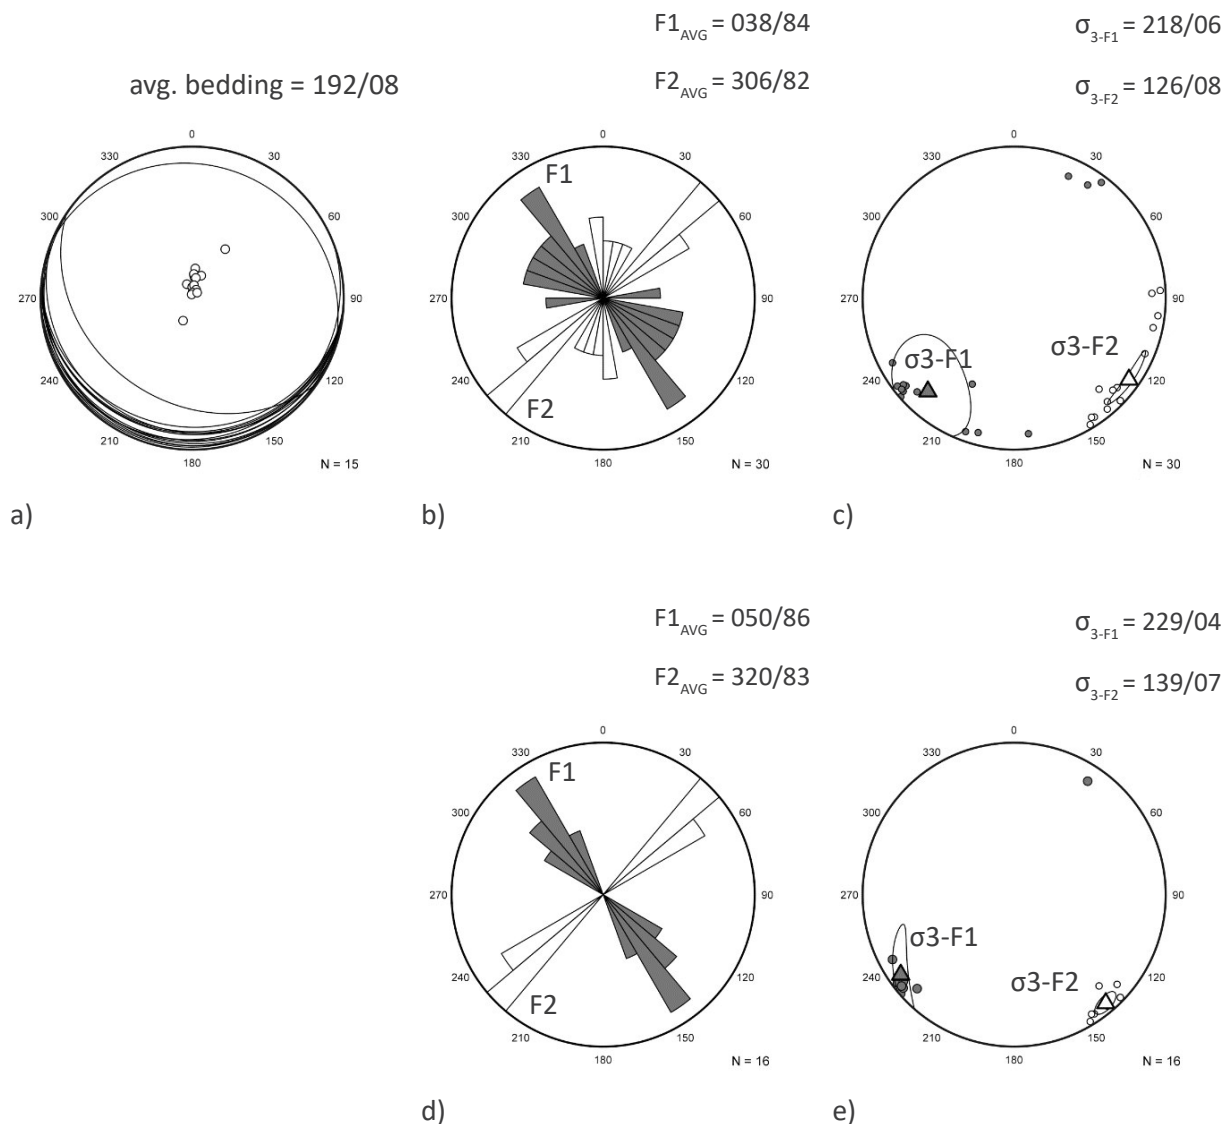 F1AVG = 038/84
σ3-F1 = 218/06
avg. bedding = 192/08
F2AVG = 306/82
σ3-F2 = 126/08
0
30
60
90
120
150
180
210
240
270
300
330
N = 15
a)
0
30
60
90
120
150
180
210
240
270
300
330
F1
F2
N = 30
b)
0
30
60
90
120
150
180
210
240
270
300
330
σ3-F1
σ3-F2
N = 30
c)
F1AVG = 050/86
σ3-F1 = 229/04
F2AVG = 320/83
σ3-F2 = 139/07
0
30
60
90
120
150
180
210
240
270
300
330
F1
F2
N = 16
d)
0
30
60
90
120
150
180
210
240
270
300
330
σ3-F1
σ3-F2
N = 16
e)